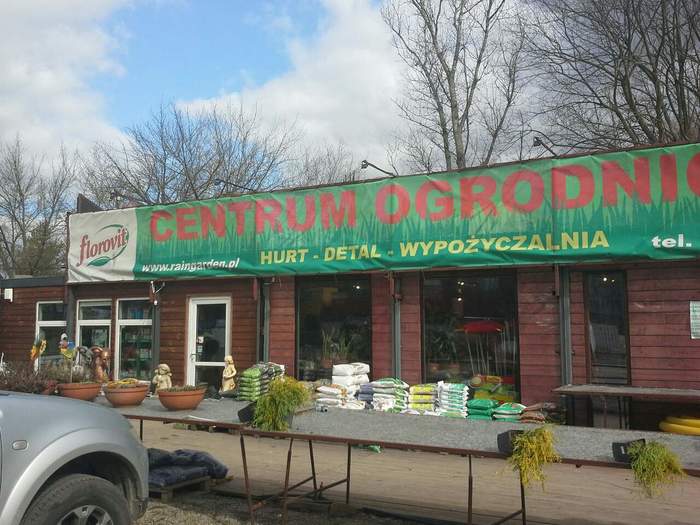 florovit
CENTRUM OGRODNIC
www.raingarden.pl
HURT - DETAL - WYPOŻYCZALNIA
tel.